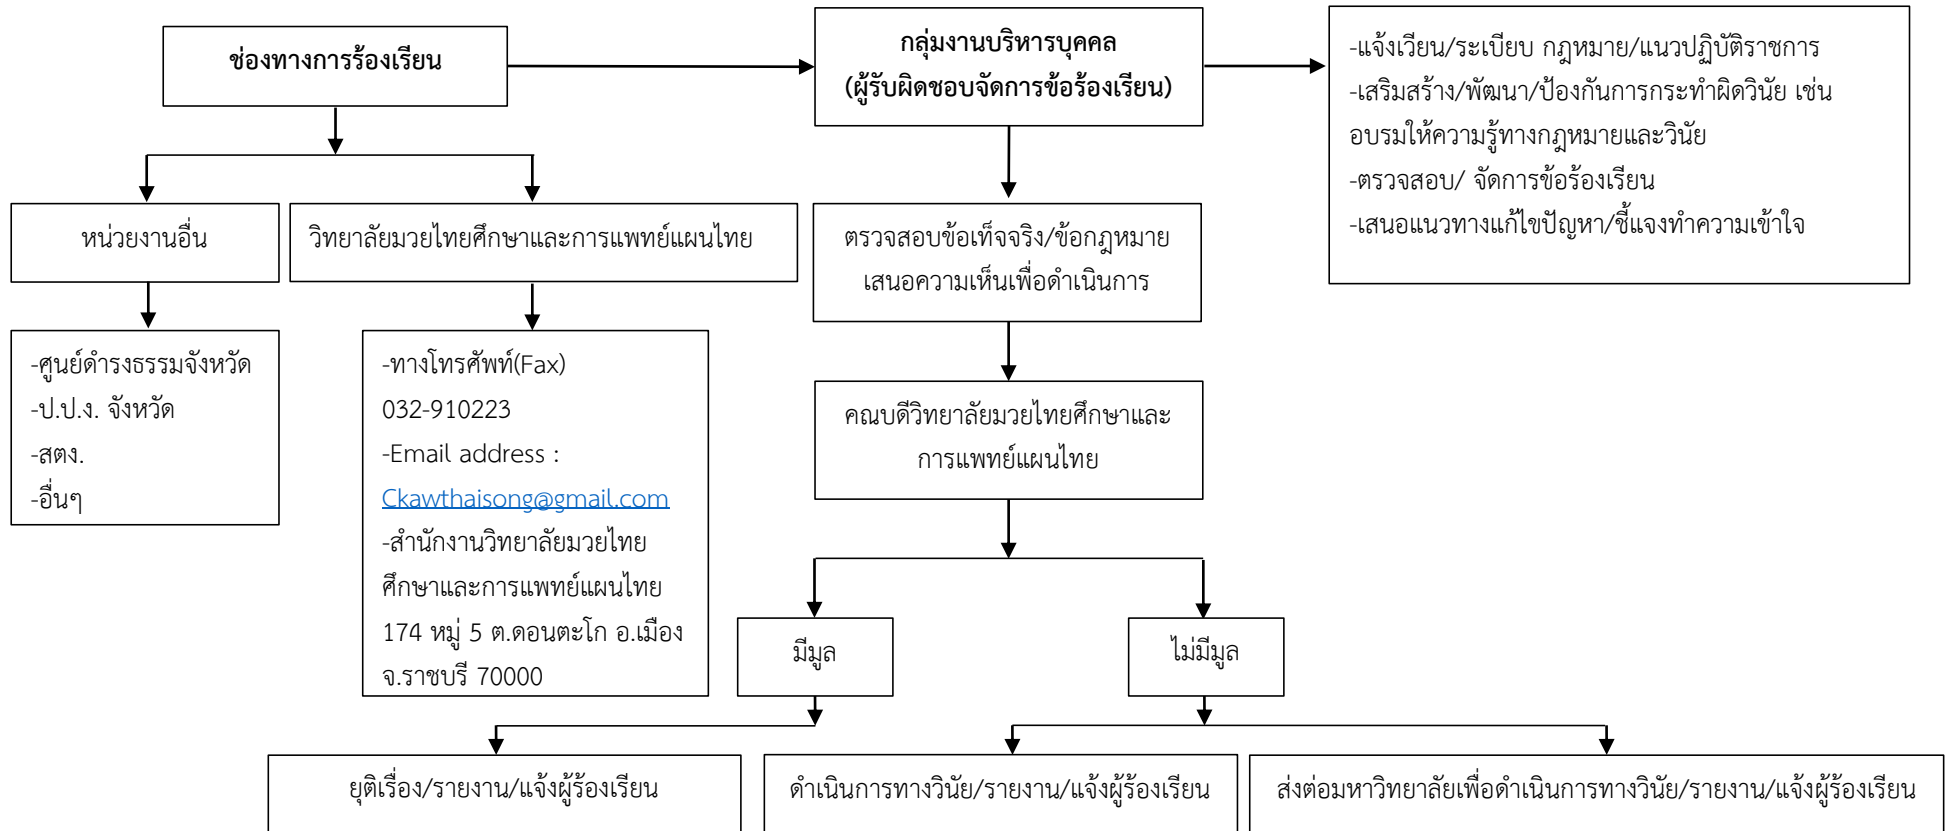 ช่องทางการร้องเรียน
กลุ่มงานบริหารบุคคล
(ผู้รับผิดชอบจัดการข้อร้องเรียน)
-แจ้งเวียน/ระเบียบ กฎหมาย/แนวปฏิบัติราชการ
-เสริมสร้าง/พัฒนา/ป้องกันการกระทำผิดวินัย เช่น
อบรมให้ความรู้ทางกฎหมายและวินัย
-ตรวจสอบ/ จัดการข้อร้องเรียน
-เสนอแนวทางแก้ไขปัญหา/ชี้แจงทำความเข้าใจ
หน่วยงานอื่น
วิทยาลัยมวยไทยศึกษาและการแพทย์แผนไทย
ตรวจสอบข้อเท็จจริง/ข้อกฎหมาย
เสนอความเห็นเพื่อดำเนินการ
-ศูนย์ดำรงธรรมจังหวัด
-ป.ป.ง. จังหวัด
-สตง.
-อื่นๆ
-ทางโทรศัพท์(Fax)
032-910223
-Email address :
Ckawthaisong@gmail.com
-สำนักงานวิทยาลัยมวยไทย
ศึกษาและการแพทย์แผนไทย
174 หมู่ 5 ต.ดอนตะโก อ.เมือง
จ.ราชบรี 70000
คณบดีวิทยาลัยมวยไทยศึกษาและ
การแพทย์แผนไทย
มีมูล
ไม่มีมูล
ยุติเรื่อง/รายงาน/แจ้งผู้ร้องเรียน
ดำเนินการทางวินัย/รายงาน/แจ้งผู้ร้องเรียน
ส่งต่อมหาวิทยาลัยเพื่อดำเนินการทางวินัย/รายงาน/แจ้งผู้ร้องเรียน